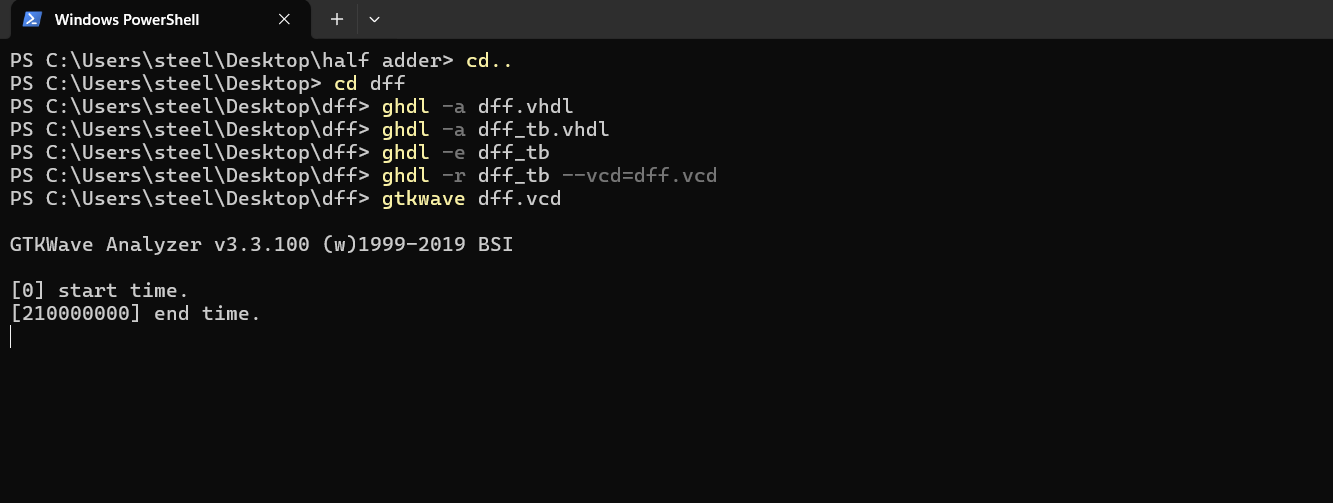 Windows PowerShell
PS C:\Users\steel\Desktop\half adder> cd..
PS C:\Users\steel\Desktop> cd dff
PS C:\Users\steel\Desktop\dff> ghdl -a dff.vhdl
PS C:\Users\steel\Desktop\dff> ghdl -a dff_tb.vhdl
PS C:\Users\steel\Desktop\dff> ghdl -e dff_tb
PS C:\Users\steel\Desktop\dff> ghdl -r dff_tb --vcd=dff.vcd
PS C:\Users\steel\Desktop\dff> gtkwave dff.vcd
GTKWave Analyzer v3.3.100 (w)1999-2019 BSI
[0] start time.
[210000000] end time.